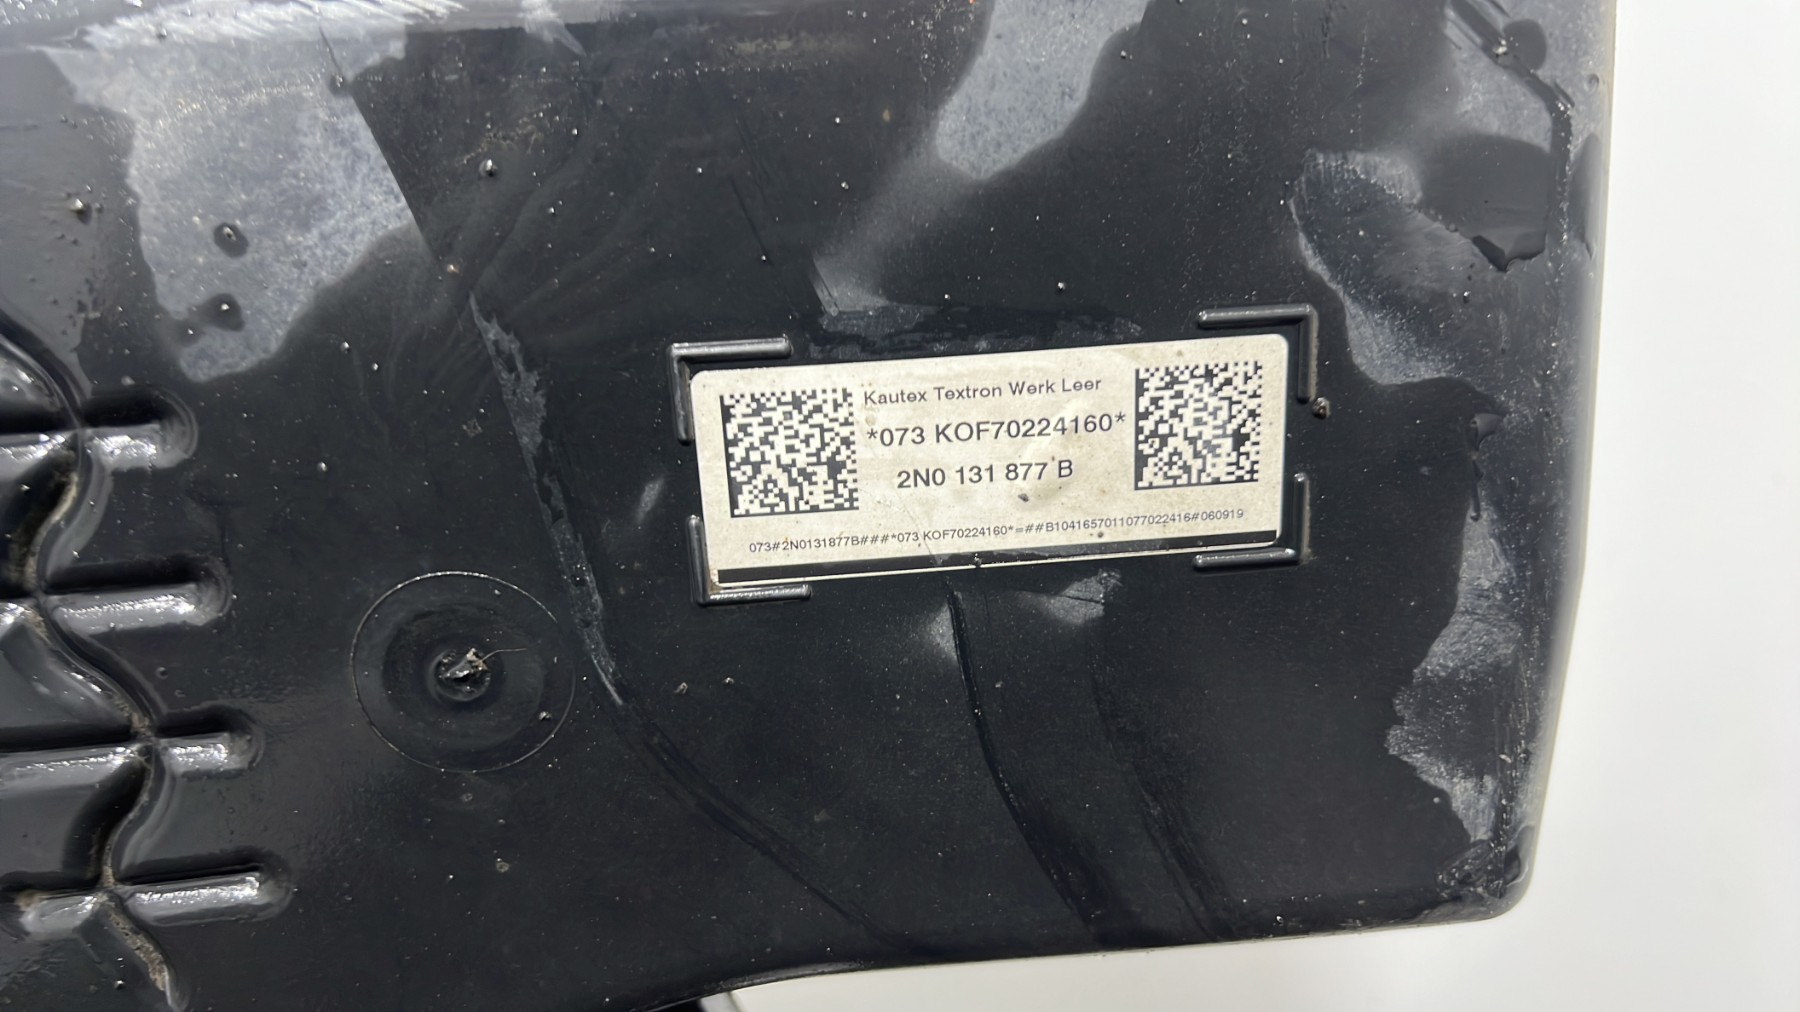 Kautex Textron Werk Leer
*073 KOF70224160*
2N0 131 877 B
073#2N0131877B###*073 KOF70224160*=##B1041657011077022416#060919